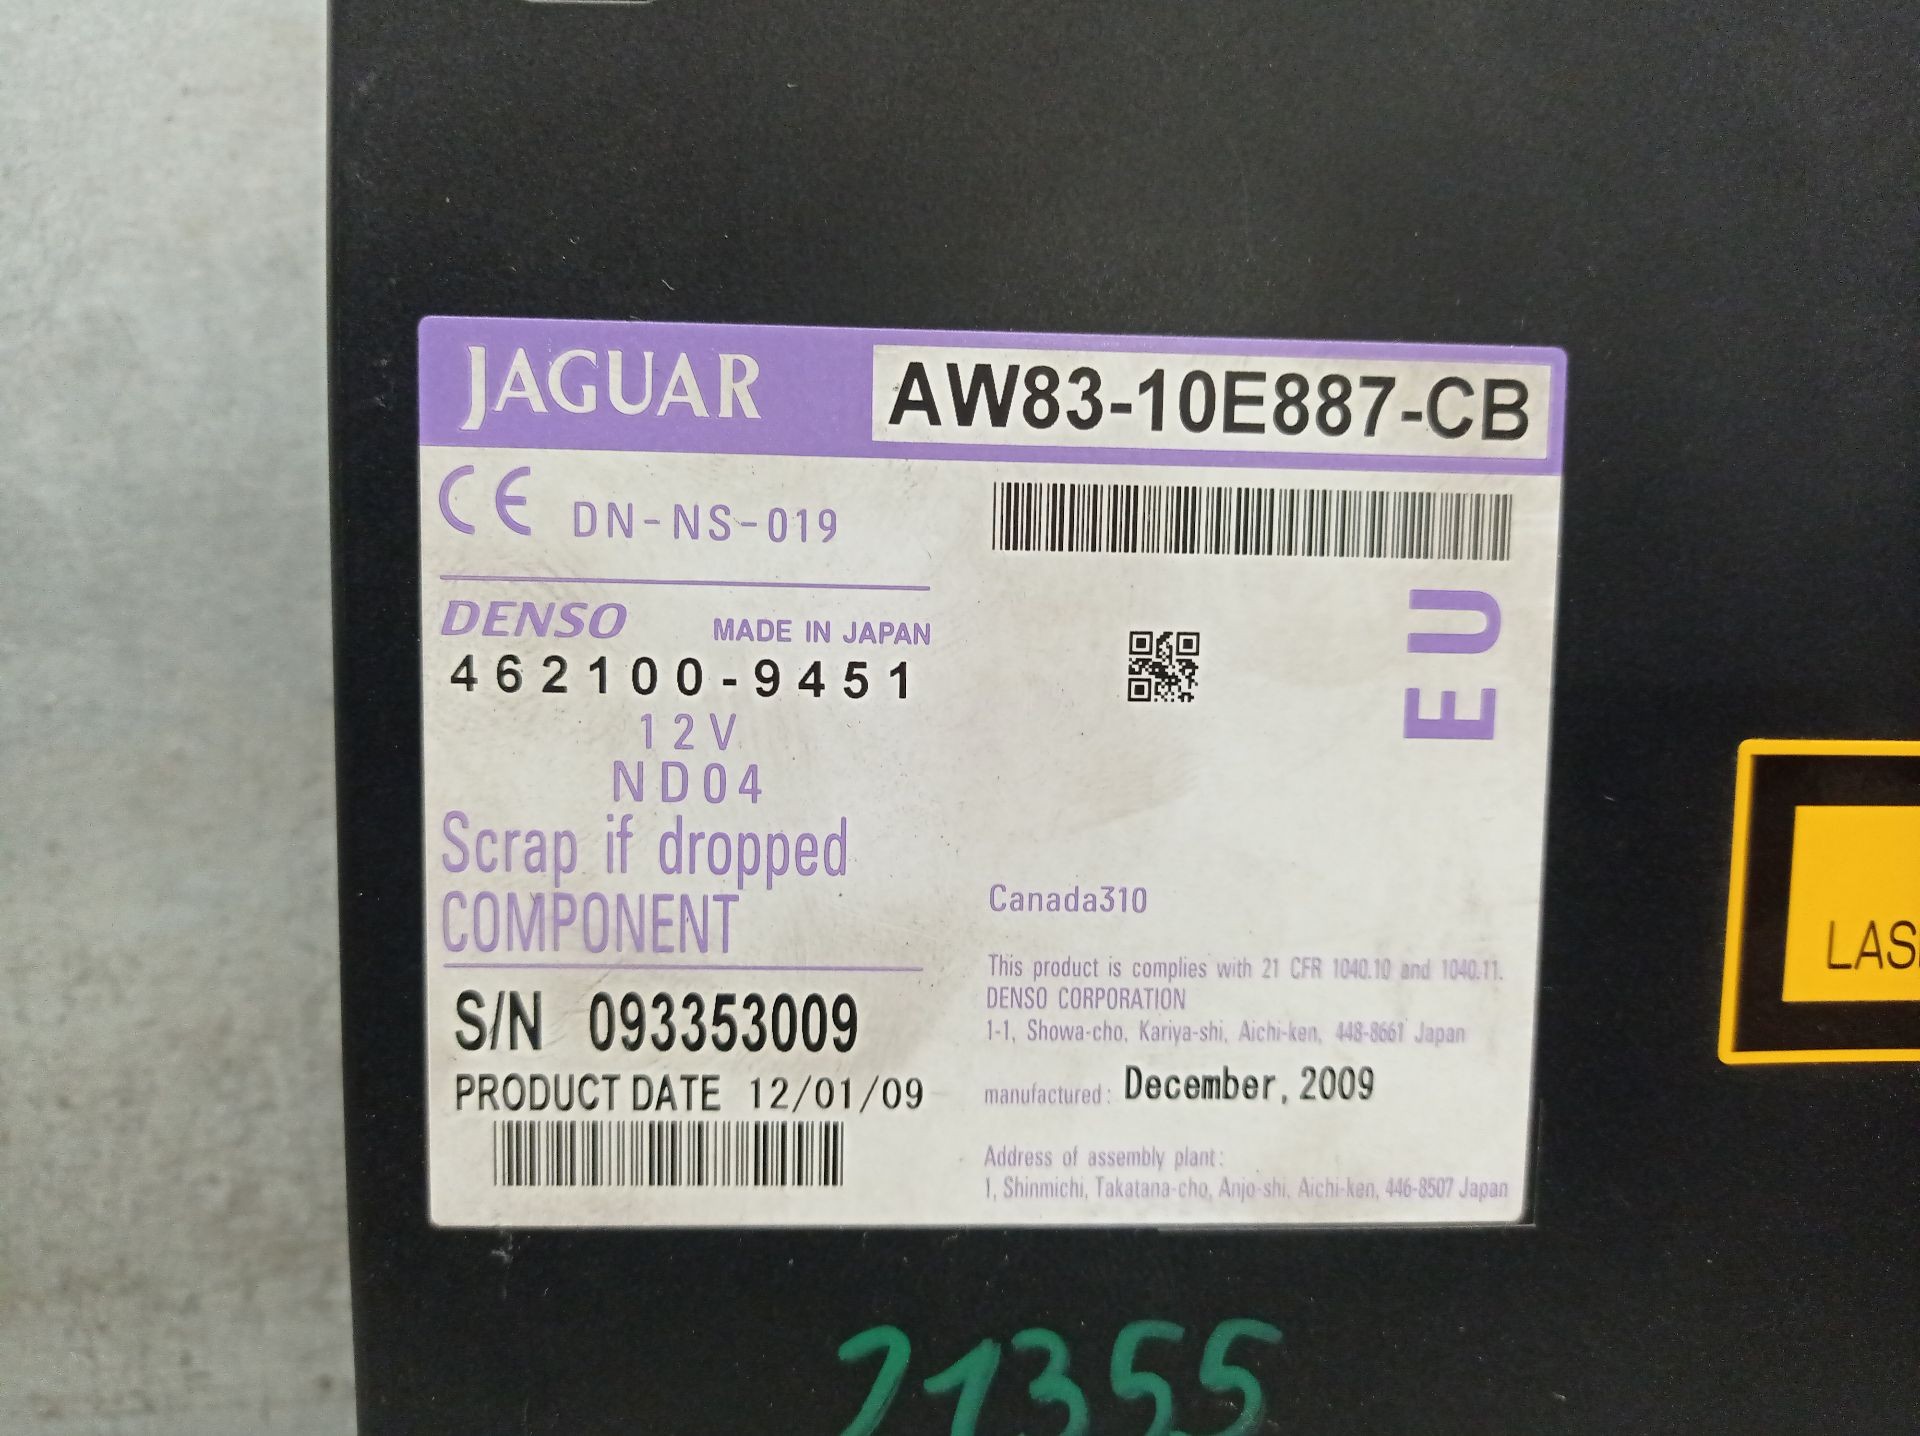 JAGUAR AW83-10E887-CB
CE DN-NS-019
DENSO MADE IN JAPAN
462100-9451
12V
ND04
Scrap if dropped
COMPONENT
S/N 093353009
PRODUCT DATE 12/01/09
EU
Canada310
This product is complies with 21 CFR 1040.10 and 1040.11.
DENSO CORPORATION
1-1, Showa-cho, Kariya-shi, Aichi-ken, 448-8661 Japan
manufactured: December, 2009
Address of assembly plant:
1, Shinmichi, Takatana-cho, Anjo-shi, Aichi-ken, 446-8507 Japan
21355